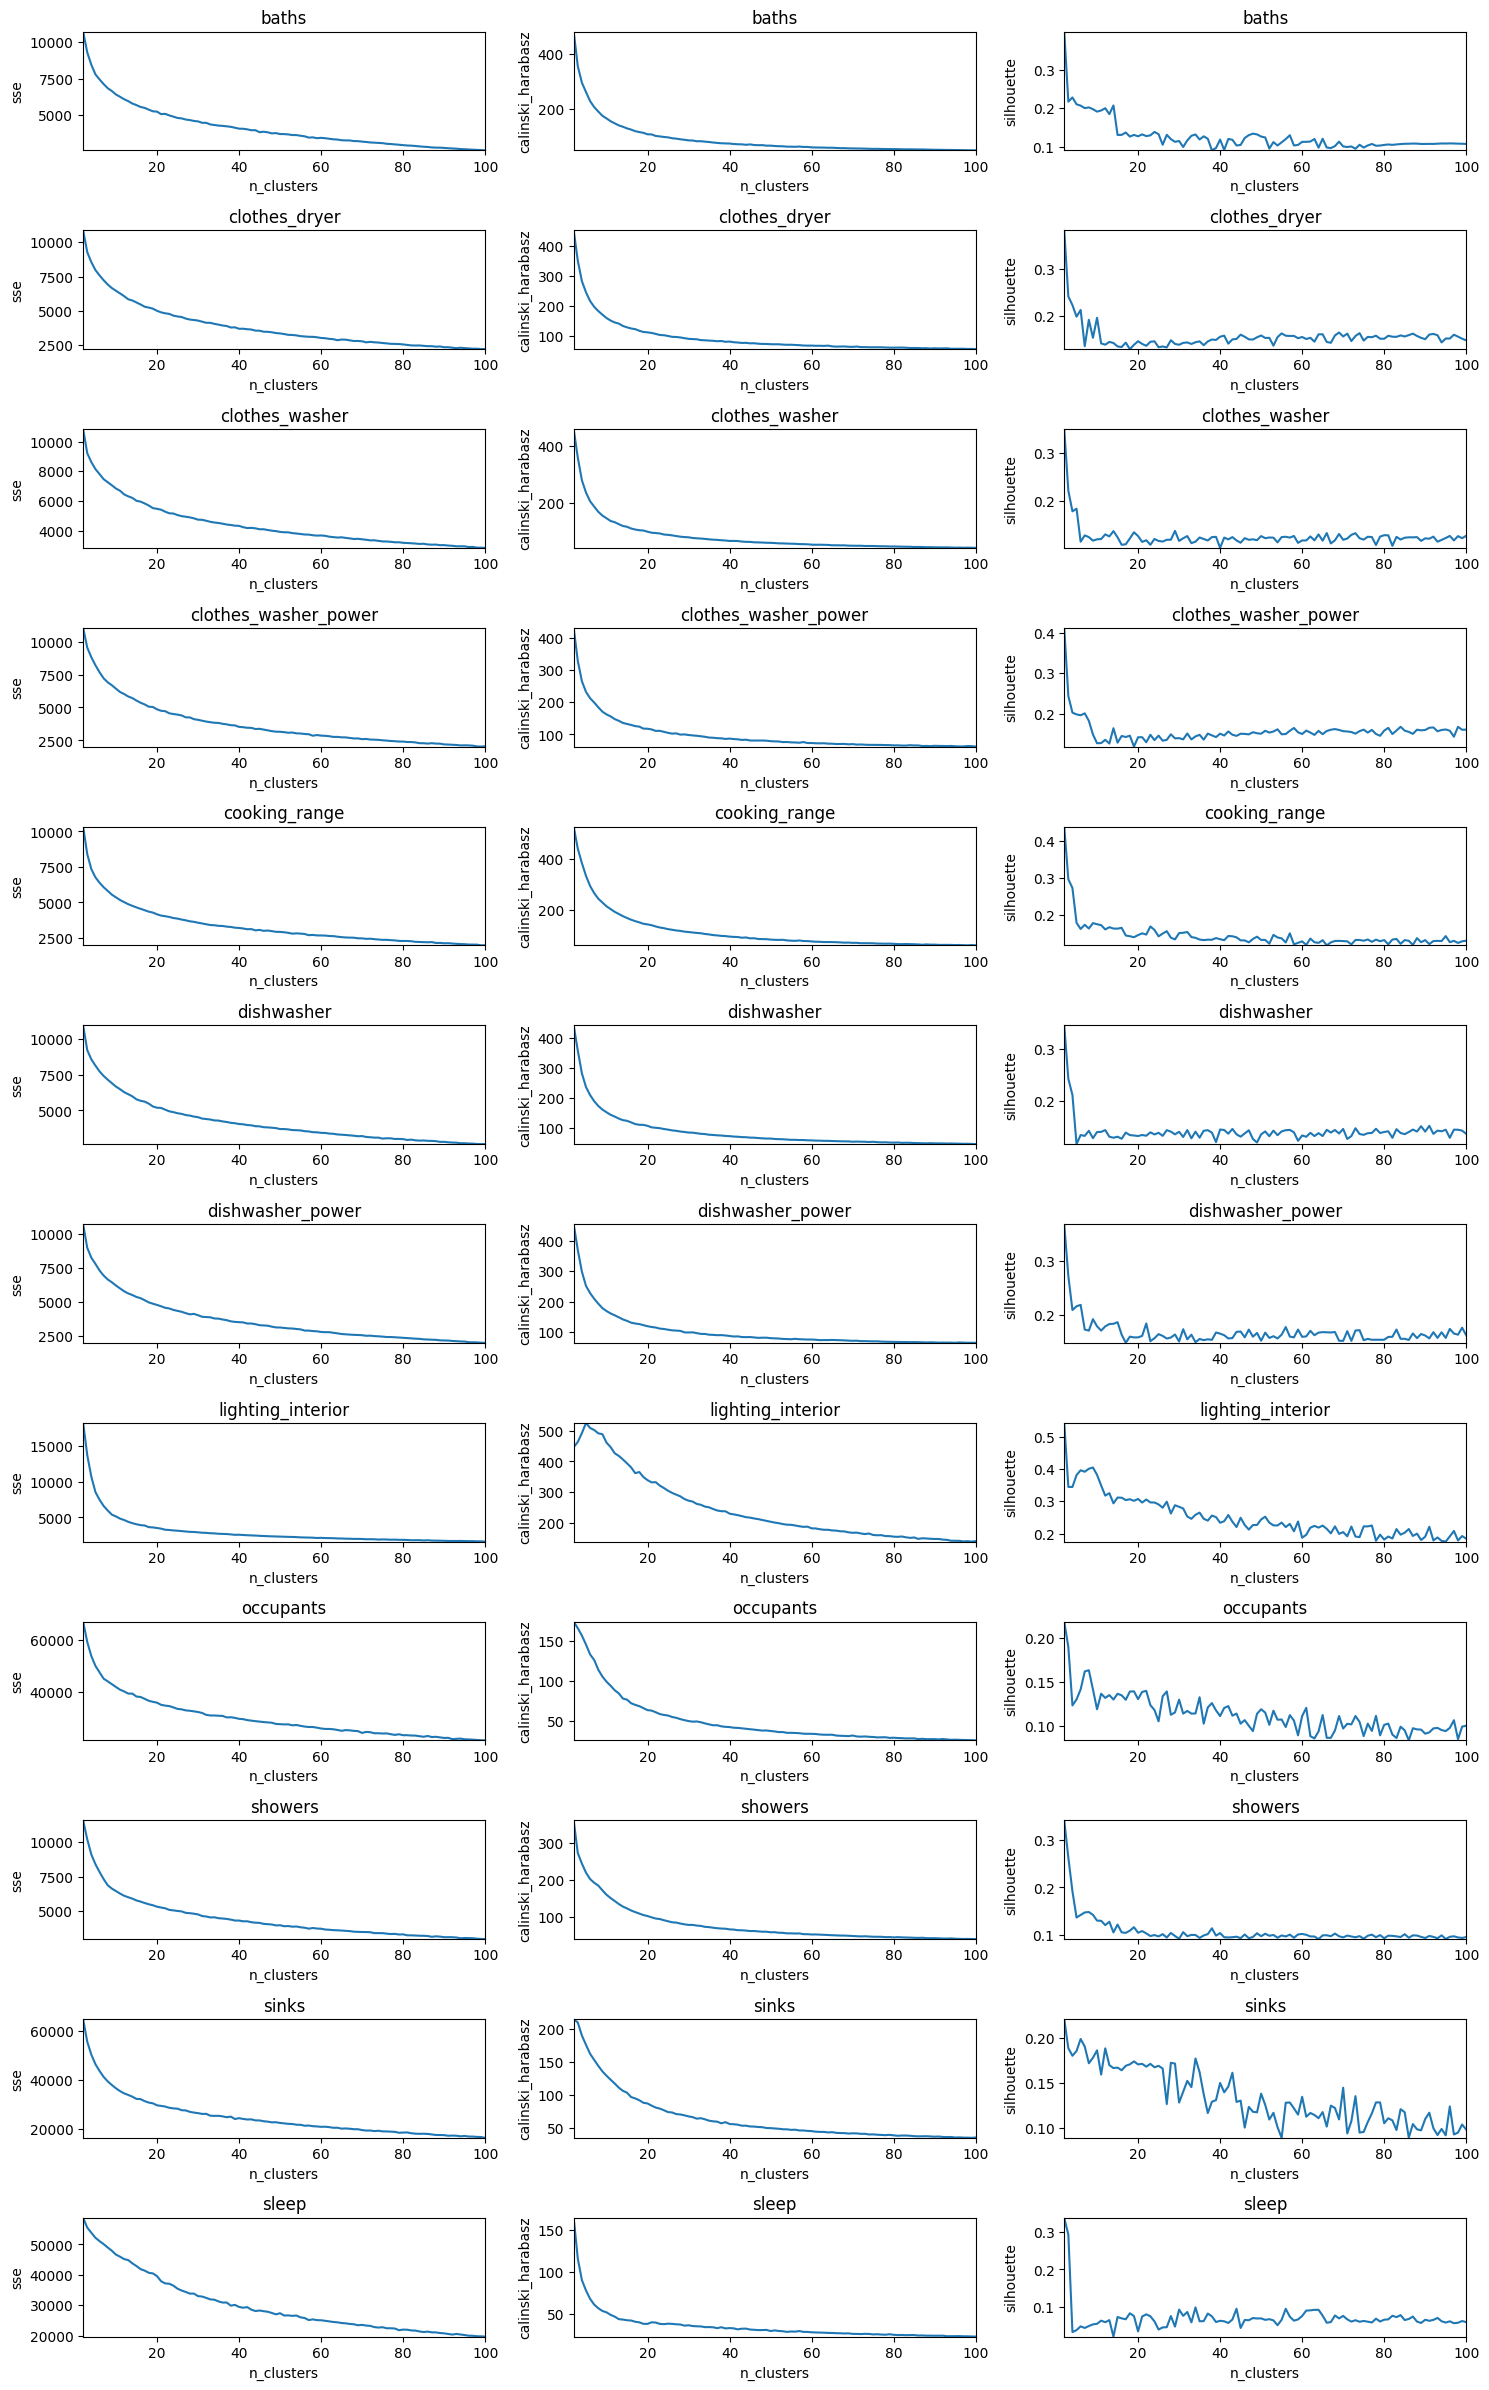 baths baths baths
10000 7500 5000 sse 20 40 60 80 100 n_clusters
400 200 calinski_harabasz 20 40 60 80 100 n_clusters
0.3 0.2 0.1 silhouette 20 40 60 80 100 n_clusters
clothes_dryer clothes_dryer clothes_dryer
10000 7500 5000 2500 sse 20 40 60 80 100 n_clusters
400 300 200 100 calinski_harabasz 20 40 60 80 100 n_clusters
0.3 0.2 silhouette 20 40 60 80 100 n_clusters
clothes_washer clothes_washer clothes_washer
10000 8000 6000 4000 sse 20 40 60 80 100 n_clusters
400 200 calinski_harabasz 20 40 60 80 100 n_clusters
0.3 0.2 silhouette 20 40 60 80 100 n_clusters
clothes_washer_power clothes_washer_power clothes_washer_power
10000 7500 5000 2500 sse 20 40 60 80 100 n_clusters
400 300 200 100 calinski_harabasz 20 40 60 80 100 n_clusters
0.4 0.3 0.2 silhouette 20 40 60 80 100 n_clusters
cooking_range cooking_range cooking_range
10000 7500 5000 2500 sse 20 40 60 80 100 n_clusters
400 200 calinski_harabasz 20 40 60 80 100 n_clusters
0.4 0.3 0.2 silhouette 20 40 60 80 100 n_clusters
dishwasher dishwasher dishwasher
10000 7500 5000 sse 20 40 60 80 100 n_clusters
400 300 200 100 calinski_harabasz 20 40 60 80 100 n_clusters
0.3 0.2 silhouette 20 40 60 80 100 n_clusters
dishwasher_power dishwasher_power dishwasher_power
10000 7500 5000 2500 sse 20 40 60 80 100 n_clusters
400 300 200 100 calinski_harabasz 20 40 60 80 100 n_clusters
0.3 0.2 silhouette 20 40 60 80 100 n_clusters
lighting_interior lighting_interior lighting_interior
15000 10000 5000 sse 20 40 60 80 100 n_clusters
500 400 300 200 calinski_harabasz 20 40 60 80 100 n_clusters
0.5 0.4 0.3 0.2 silhouette 20 40 60 80 100 n_clusters
occupants occupants occupants
60000 40000 sse 20 40 60 80 100 n_clusters
150 100 50 calinski_harabasz 20 40 60 80 100 n_clusters
0.20 0.15 0.10 silhouette 20 40 60 80 100 n_clusters
showers showers showers
10000 7500 5000 sse 20 40 60 80 100 n_clusters
300 200 100 calinski_harabasz 20 40 60 80 100 n_clusters
0.3 0.2 0.1 silhouette 20 40 60 80 100 n_clusters
sinks sinks sinks
60000 40000 20000 sse 20 40 60 80 100 n_clusters
200 150 100 50 calinski_harabasz 20 40 60 80 100 n_clusters
0.20 0.15 0.10 silhouette 20 40 60 80 100 n_clusters
sleep sleep sleep
50000 40000 30000 20000 sse 20 40 60 80 100 n_clusters
150 100 50 calinski_harabasz 20 40 60 80 100 n_clusters
0.3 0.2 0.1 silhouette 20 40 60 80 100 n_clusters